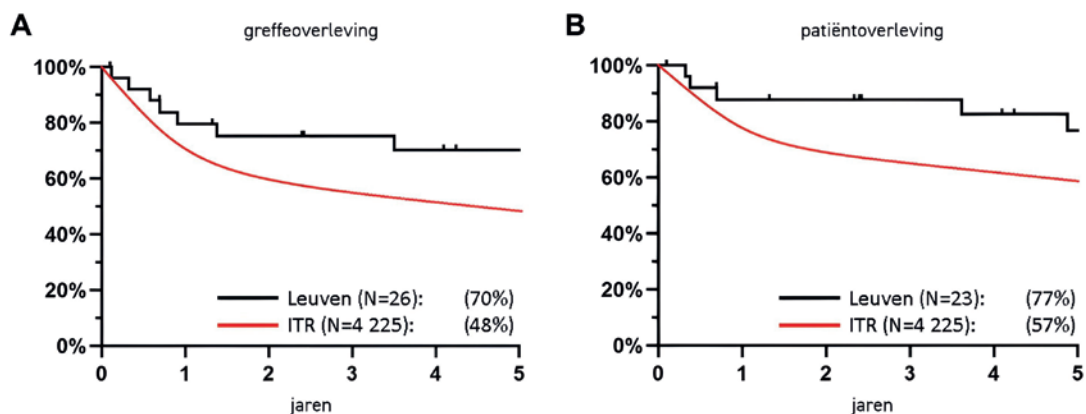 A
greffeoverleving
100%
80%
60%
40%
20%
0%
Leuven (N=26): (70%)
ITR (N=4 225): (48%)
0 1 2 3 4 5
jaren
B
patiëntoverleving
100%
80%
60%
40%
20%
0%
Leuven (N=23): (77%)
ITR (N=4 225): (57%)
0 1 2 3 4 5
jaren